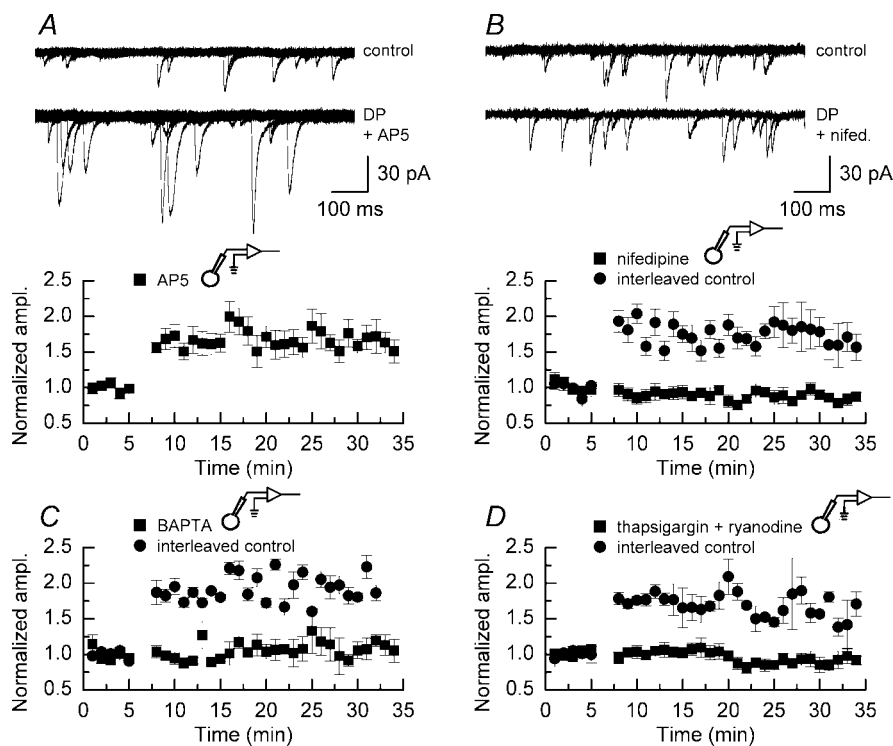 A
control
DP
+ AP5
30 pA
100 ms
AP5
Normalized ampl.
2.5
2.0
1.5
1.0
0.5
0 5 10 15 20 25 30 35
Time (min)
B
control
DP
+ nifed.
30 pA
100 ms
nifedipine
interleaved control
Normalized ampl.
2.5
2.0
1.5
1.0
0.5
0 5 10 15 20 25 30 35
Time (min)
C
BAPTA
interleaved control
Normalized ampl.
2.5
2.0
1.5
1.0
0.5
0 5 10 15 20 25 30 35
Time (min)
D
thapsigargin + ryanodine
interleaved control
Normalized ampl.
2.5
2.0
1.5
1.0
0.5
0 5 10 15 20 25 30 35
Time (min)